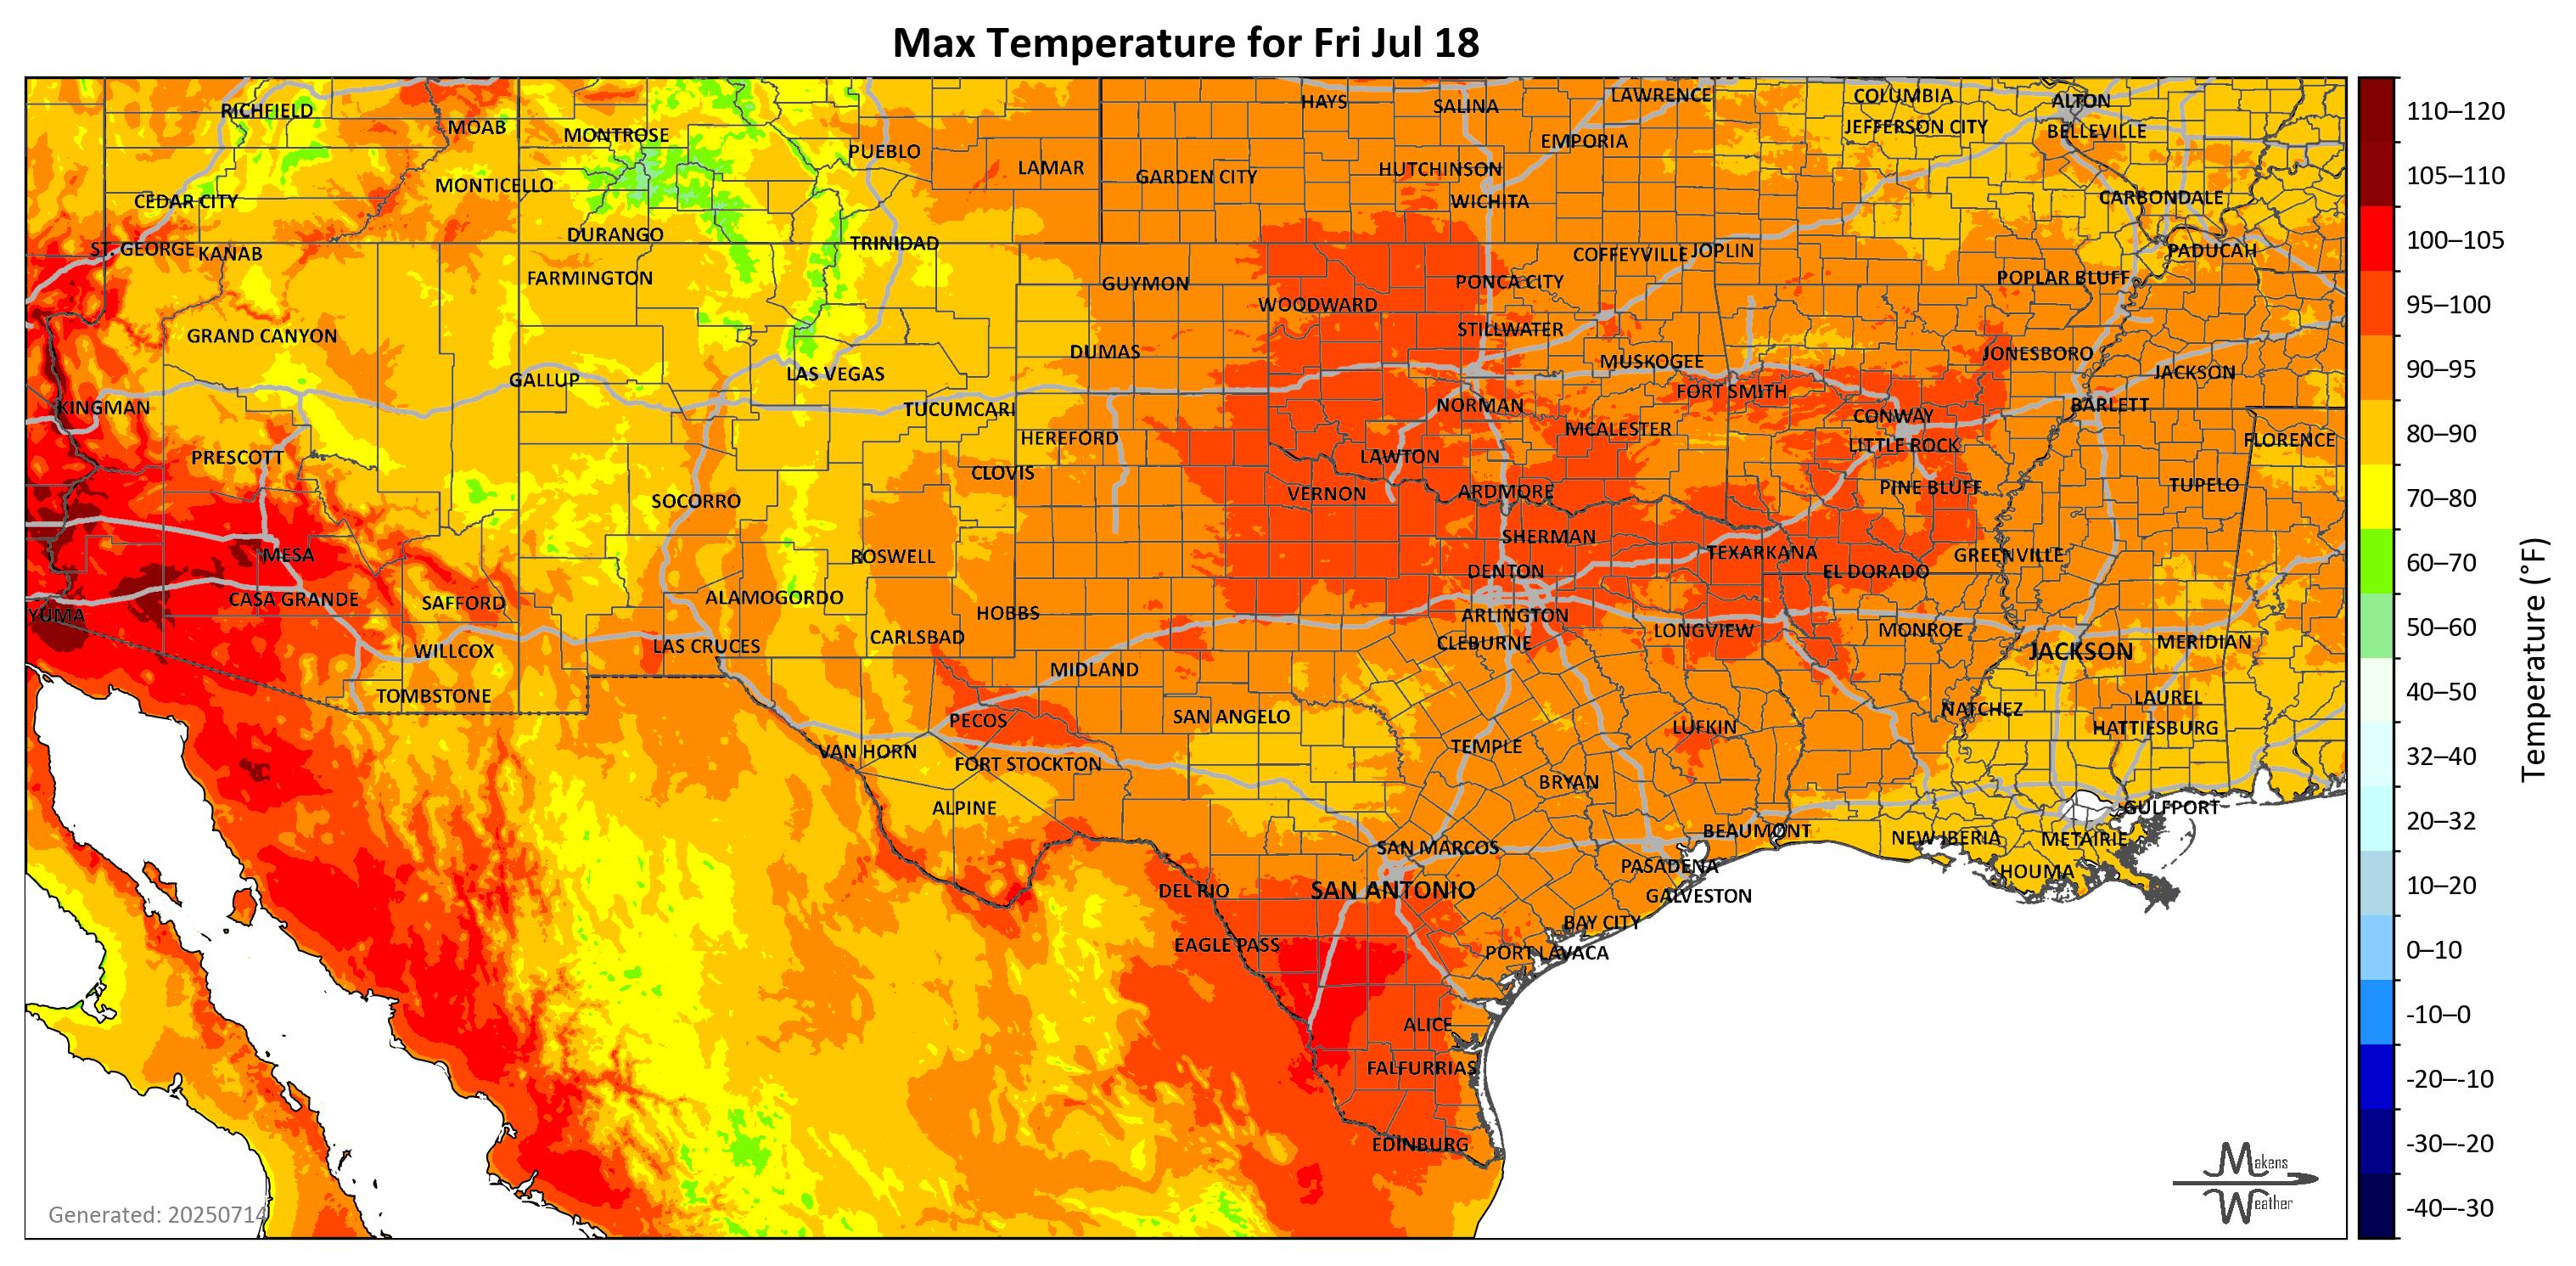 Max Temperature for Fri Jul 18
RICHFIELD
MOAB
MONTROSE
PUEBLO
LAMAR
HAYS
SALINA
LAWRENCE
COLUMBIA
ALTON
EMPORIA
JEFFERSON CITY
BELLEVILLE
MONTICELLO
GARDEN CITY
HUTCHINSON
CEDAR CITY
WICHITA
CARBONDALE
DURANGO
TRINIDAD
ST. GEORGE
KANAB
COFFEYVILLE
JOPLIN
PADUCAH
FARMINGTON
GUYMON
PONCA CITY
POPLAR BLUFF
WOODWARD
GRAND CANYON
STILLWATER
DUMAS
MUSKOGEE
JONESBORO
GALLUP
LAS VEGAS
FORT SMITH
JACKSON
KINGMAN
TUCUMCARI
NORMAN
CONWAY
BARLETT
HEREFORD
MCALESTER
LITTLE ROCK
FLORENCE
PRESCOTT
CLOVIS
LAWTON
SOCORRO
VERNON
ARDMORE
PINE BLUFF
TUPELO
MESA
ROSWELL
SHERMAN
TEXARKANA
GREENVILLE
DENTON
EL DORADO
YUMA
CASA GRANDE
SAFFORD
ALAMOGORDO
HOBBS
ARLINGTON
WILLCOX
LAS CRUCES
CARLSBAD
CLEBURNE
LONGVIEW
MONROE
JACKSON
MERIDIAN
MIDLAND
TOMBSTONE
PECOS
SAN ANGELO
LUFKIN
NATCHEZ
LAUREL
HATTIESBURG
VAN HORN
FORT STOCKTON
TEMPLE
BRYAN
ALPINE
GULFPORT
SAN MARCOS
BEAUMONT
NEW IBERIA
METAIRIE
DEL RIO
SAN ANTONIO
PASADENA
HOUMA
GALVESTON
EAGLE PASS
BAY CITY
PORT LAVACA
ALICE
FALFURRIAS
EDINBURG
Generated: 20250714
Makens
Weather
110–120
105–110
100–105
95–100
90–95
80–90
70–80
60–70
50–60
40–50
32–40
20–32
10–20
0–10
-10–0
-20–-10
-30–-20
-40–-30
Temperature (°F)